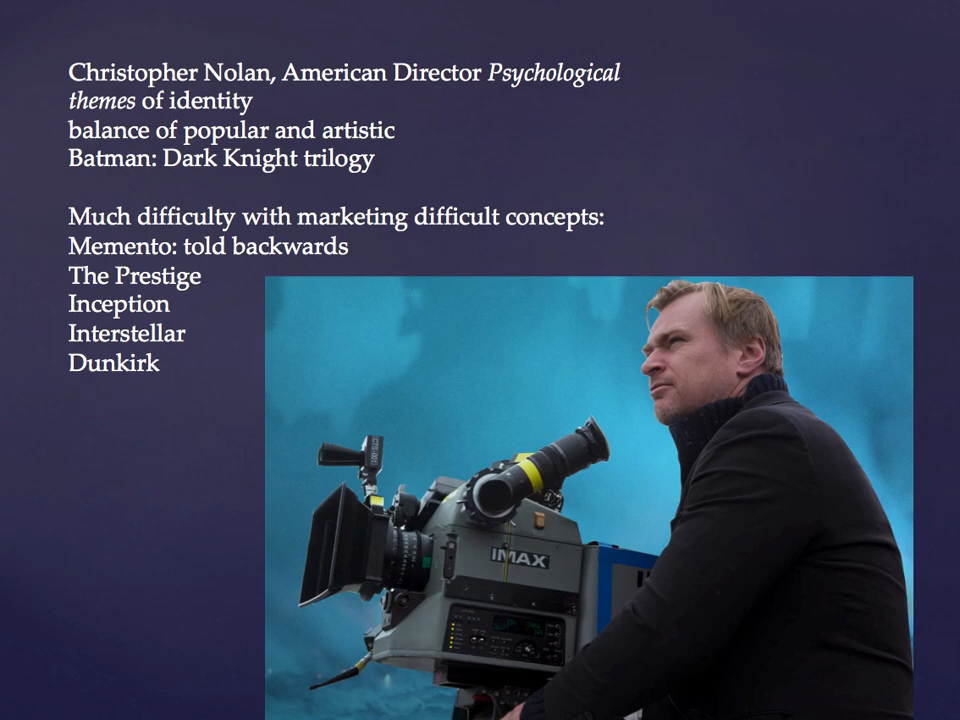 Christopher Nolan, American Director Psychological
themes of identity
balance of popular and artistic
Batman: Dark Knight trilogy
Much difficulty with marketing difficult concepts:
Memento: told backwards
The Prestige
Inception
Interstellar
Dunkirk
IMAX